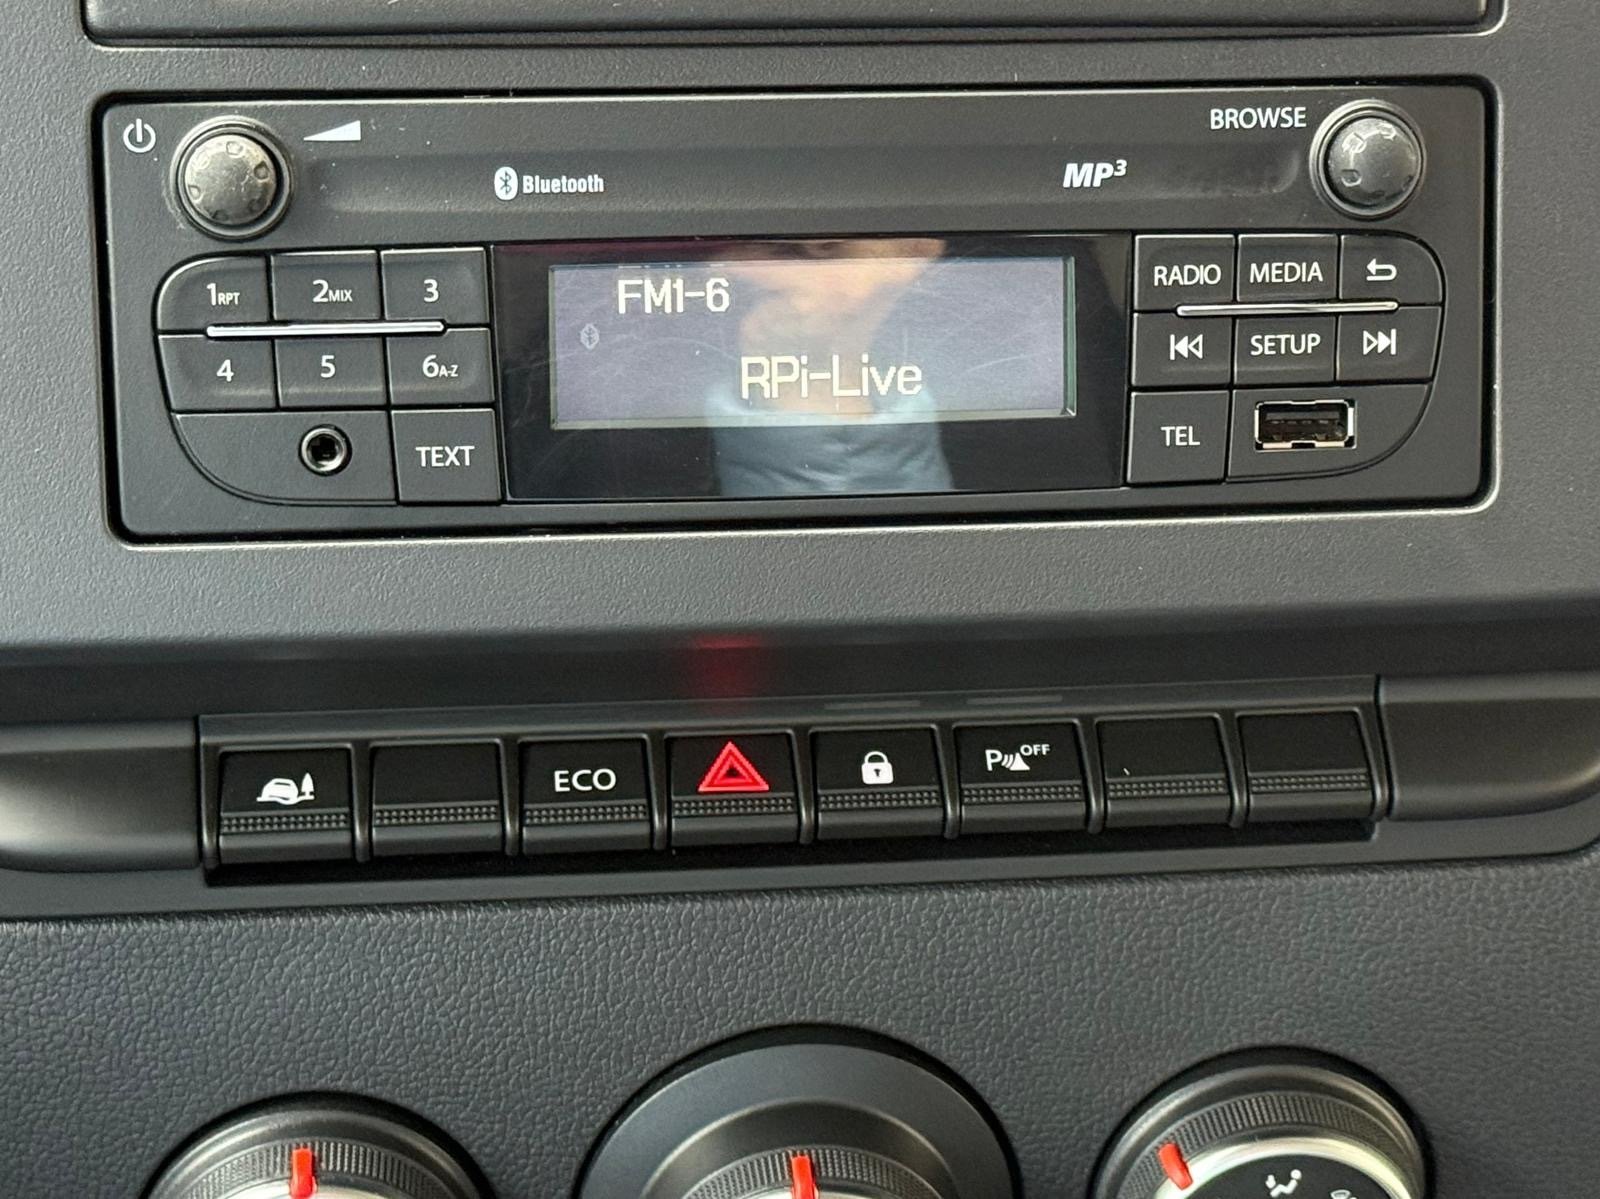 BROWSE
Bluetooth
MP3
1RPT
2MIX
3
FM1-6
RADIO
MEDIA
4
5
6A-Z
RPi-Live
SETUP
TEXT
TEL
ECO
P OFF